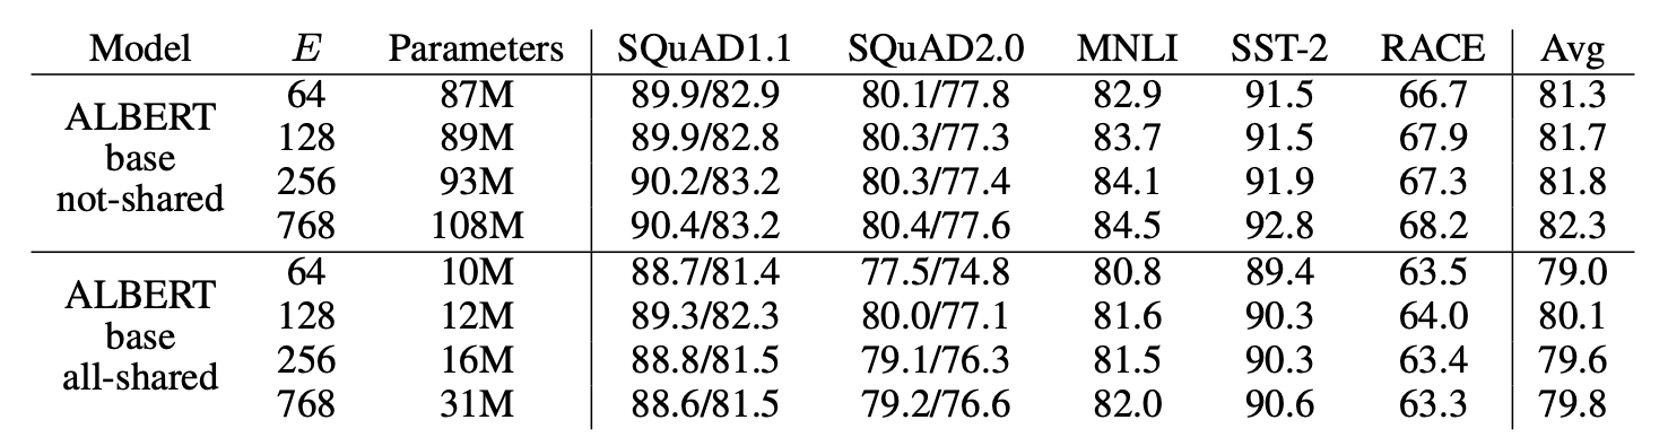 Model E Parameters SQuAD1.1 SQuAD2.0 MNLI SST-2 RACE Avg
ALBERT base not-shared
64 87M 89.9/82.9 80.1/77.8 82.9 91.5 66.7 81.3
128 89M 89.9/82.8 80.3/77.3 83.7 91.5 67.9 81.7
256 93M 90.2/83.2 80.3/77.4 84.1 91.9 67.3 81.8
768 108M 90.4/83.2 80.4/77.6 84.5 92.8 68.2 82.3
ALBERT base all-shared
64 10M 88.7/81.4 77.5/74.8 80.8 89.4 63.5 79.0
128 12M 89.3/82.3 80.0/77.1 81.6 90.3 64.0 80.1
256 16M 88.8/81.5 79.1/76.3 81.5 90.3 63.4 79.6
768 31M 88.6/81.5 79.2/76.6 82.0 90.6 63.3 79.8